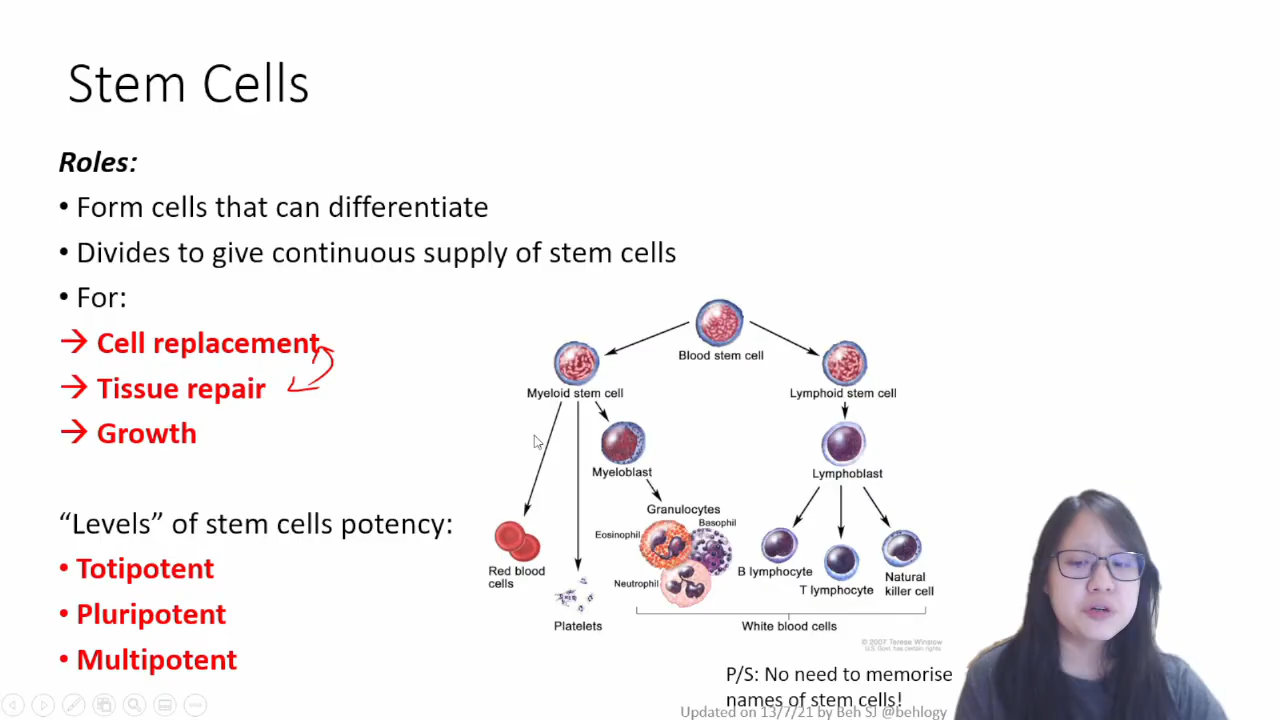 Stem Cells
Roles:
• Form cells that can differentiate
• Divides to give continuous supply of stem cells
• For:
→ Cell replacement
→ Tissue repair
→ Growth
“Levels” of stem cells potency:
• Totipotent
• Pluripotent
• Multipotent
Blood stem cell
Myeloid stem cell
Lymphoid stem cell
Myeloblast
Lymphoblast
Granulocytes
Eosinophil
Basophil
Neutrophil
Red blood
cells
Platelets
B lymphocyte
T lymphocyte
Natural
killer cell
White blood cells
© 2007 Terese Winslow
U.S. Govt. has certain rights
P/S: No need to memorise
names of stem cells!
Updated on 13/7/21 by Beh SJ @behlogy